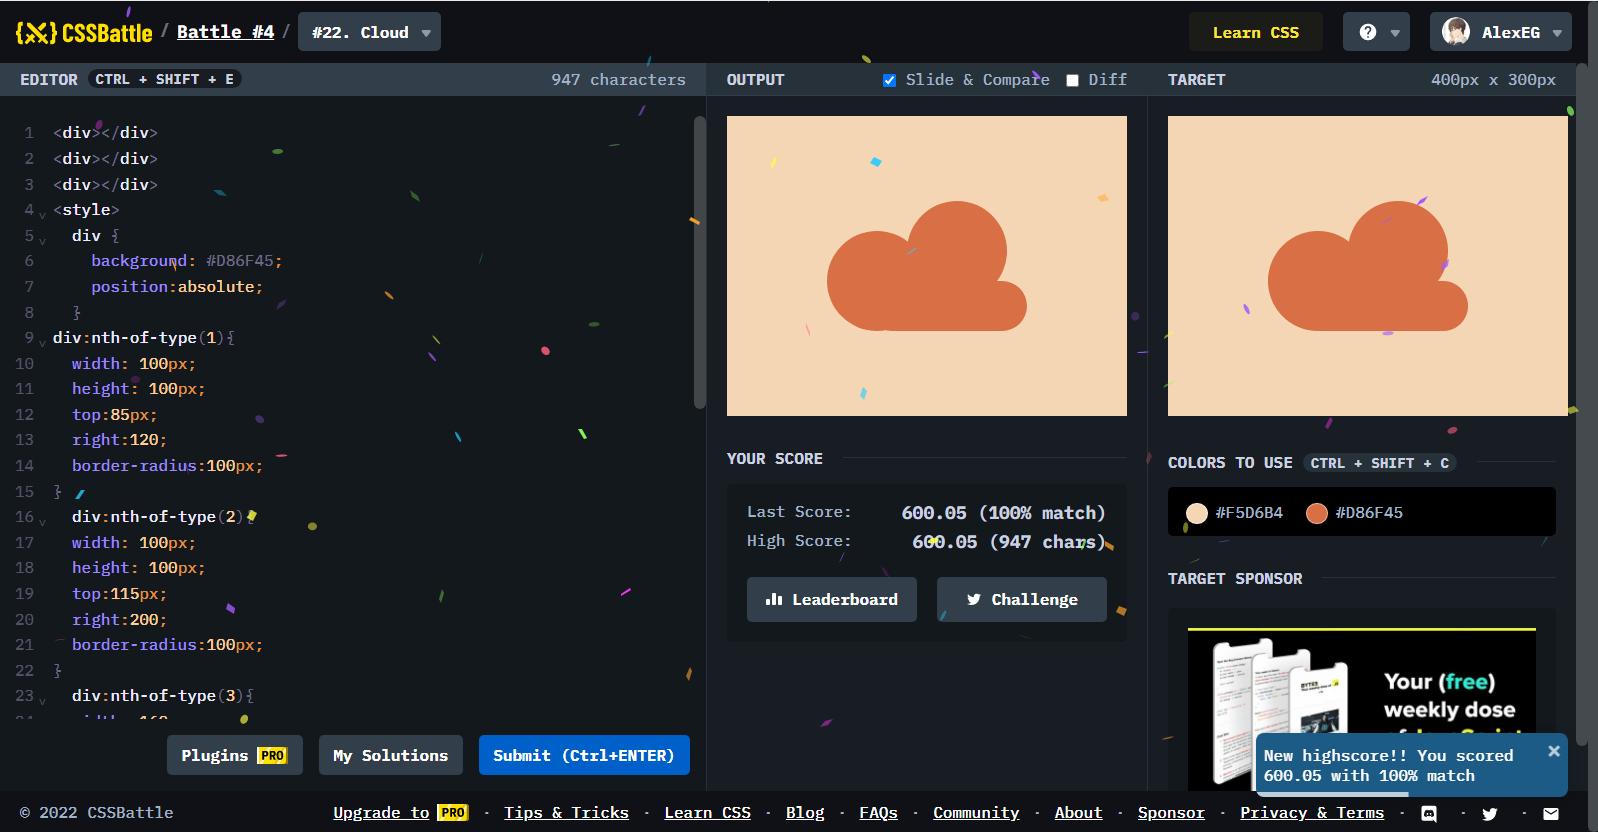 {X} CSSBattle / Battle #4 / #22. Cloud
Learn CSS
AlexEG
EDITOR CTRL + SHIFT + E 947 characters
1 <div></div>
2 <div></div>
3 <div></div>
4 <style>
5 div {
6 background: #D86F45;
7 position:absolute;
8 }
9 div:nth-of-type(1){
10 width: 100px;
11 height: 100px;
12 top:85px;
13 right:120;
14 border-radius:100px;
15 }
16 div:nth-of-type(2){
17 width: 100px;
18 height: 100px;
19 top:115px;
20 right:200;
21 border-radius:100px;
22 }
23 div:nth-of-type(3){
Plugins PRO
My Solutions
Submit (Ctrl+ENTER)
OUTPUT Slide & Compare Diff
YOUR SCORE
Last Score: 600.05 (100% match)
High Score: 600.05 (947 chars)
Leaderboard
Challenge
TARGET 400px x 300px
COLORS TO USE CTRL + SHIFT + C
#F5D6B4 #D86F45
TARGET SPONSOR
Your (free)
weekly dose
New highscore!! You scored
600.05 with 100% match
© 2022 CSSBattle
Upgrade to PRO · Tips & Tricks · Learn CSS · Blog · FAQs · Community · About · Sponsor · Privacy & Terms ·